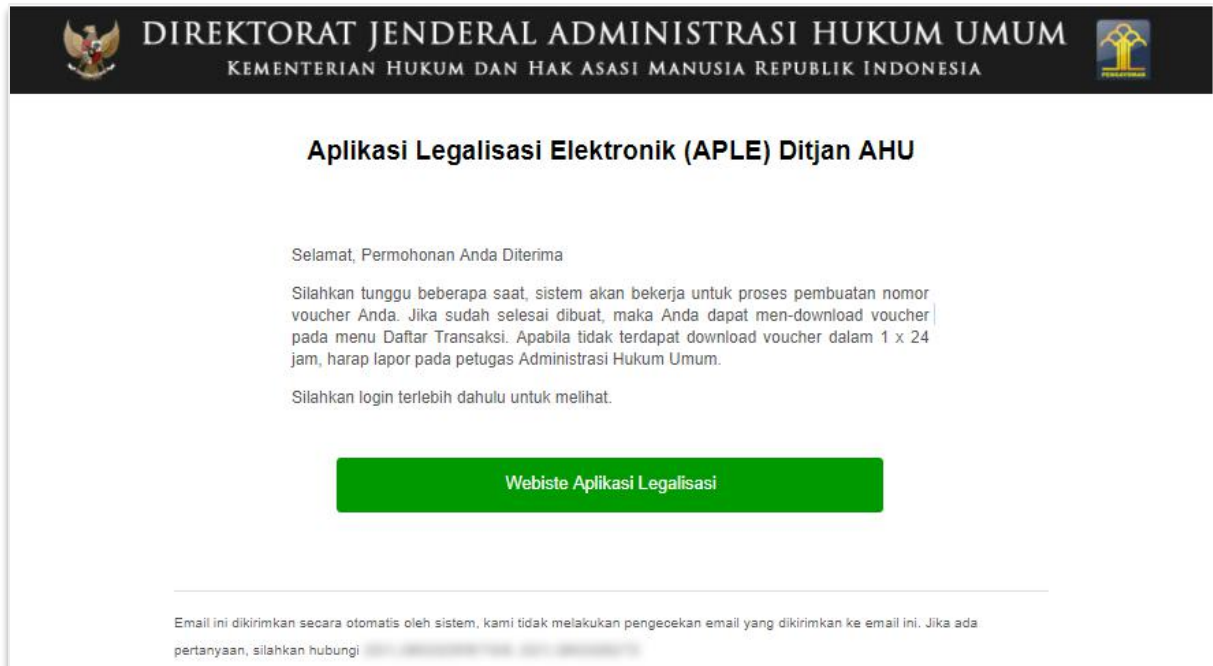 DIREKTORAT JENDERAL ADMINISTRASI HUKUM UMUM
KEMENTERIAN HUKUM DAN HAK ASASI MANUSIA REPUBLIK INDONESIA
PENGAYOMAN
Aplikasi Legalisasi Elektronik (APLE) Ditjan AHU
Selamat, Permohonan Anda Diterima
Silahkan tunggu beberapa saat, sistem akan bekerja untuk proses pembuatan nomor
voucher Anda. Jika sudah selesai dibuat, maka Anda dapat men-download voucher
pada menu Daftar Transaksi. Apabila tidak terdapat download voucher dalam 1 x 24
jam, harap lapor pada petugas Administrasi Hukum Umum.
Silahkan login terlebih dahulu untuk melihat.
Webiste Aplikasi Legalisasi
Email ini dikirimkan secara otomatis oleh sistem, kami tidak melakukan pengecekan email yang dikirimkan ke email ini. Jika ada
pertanyaan, silahkan hubungi